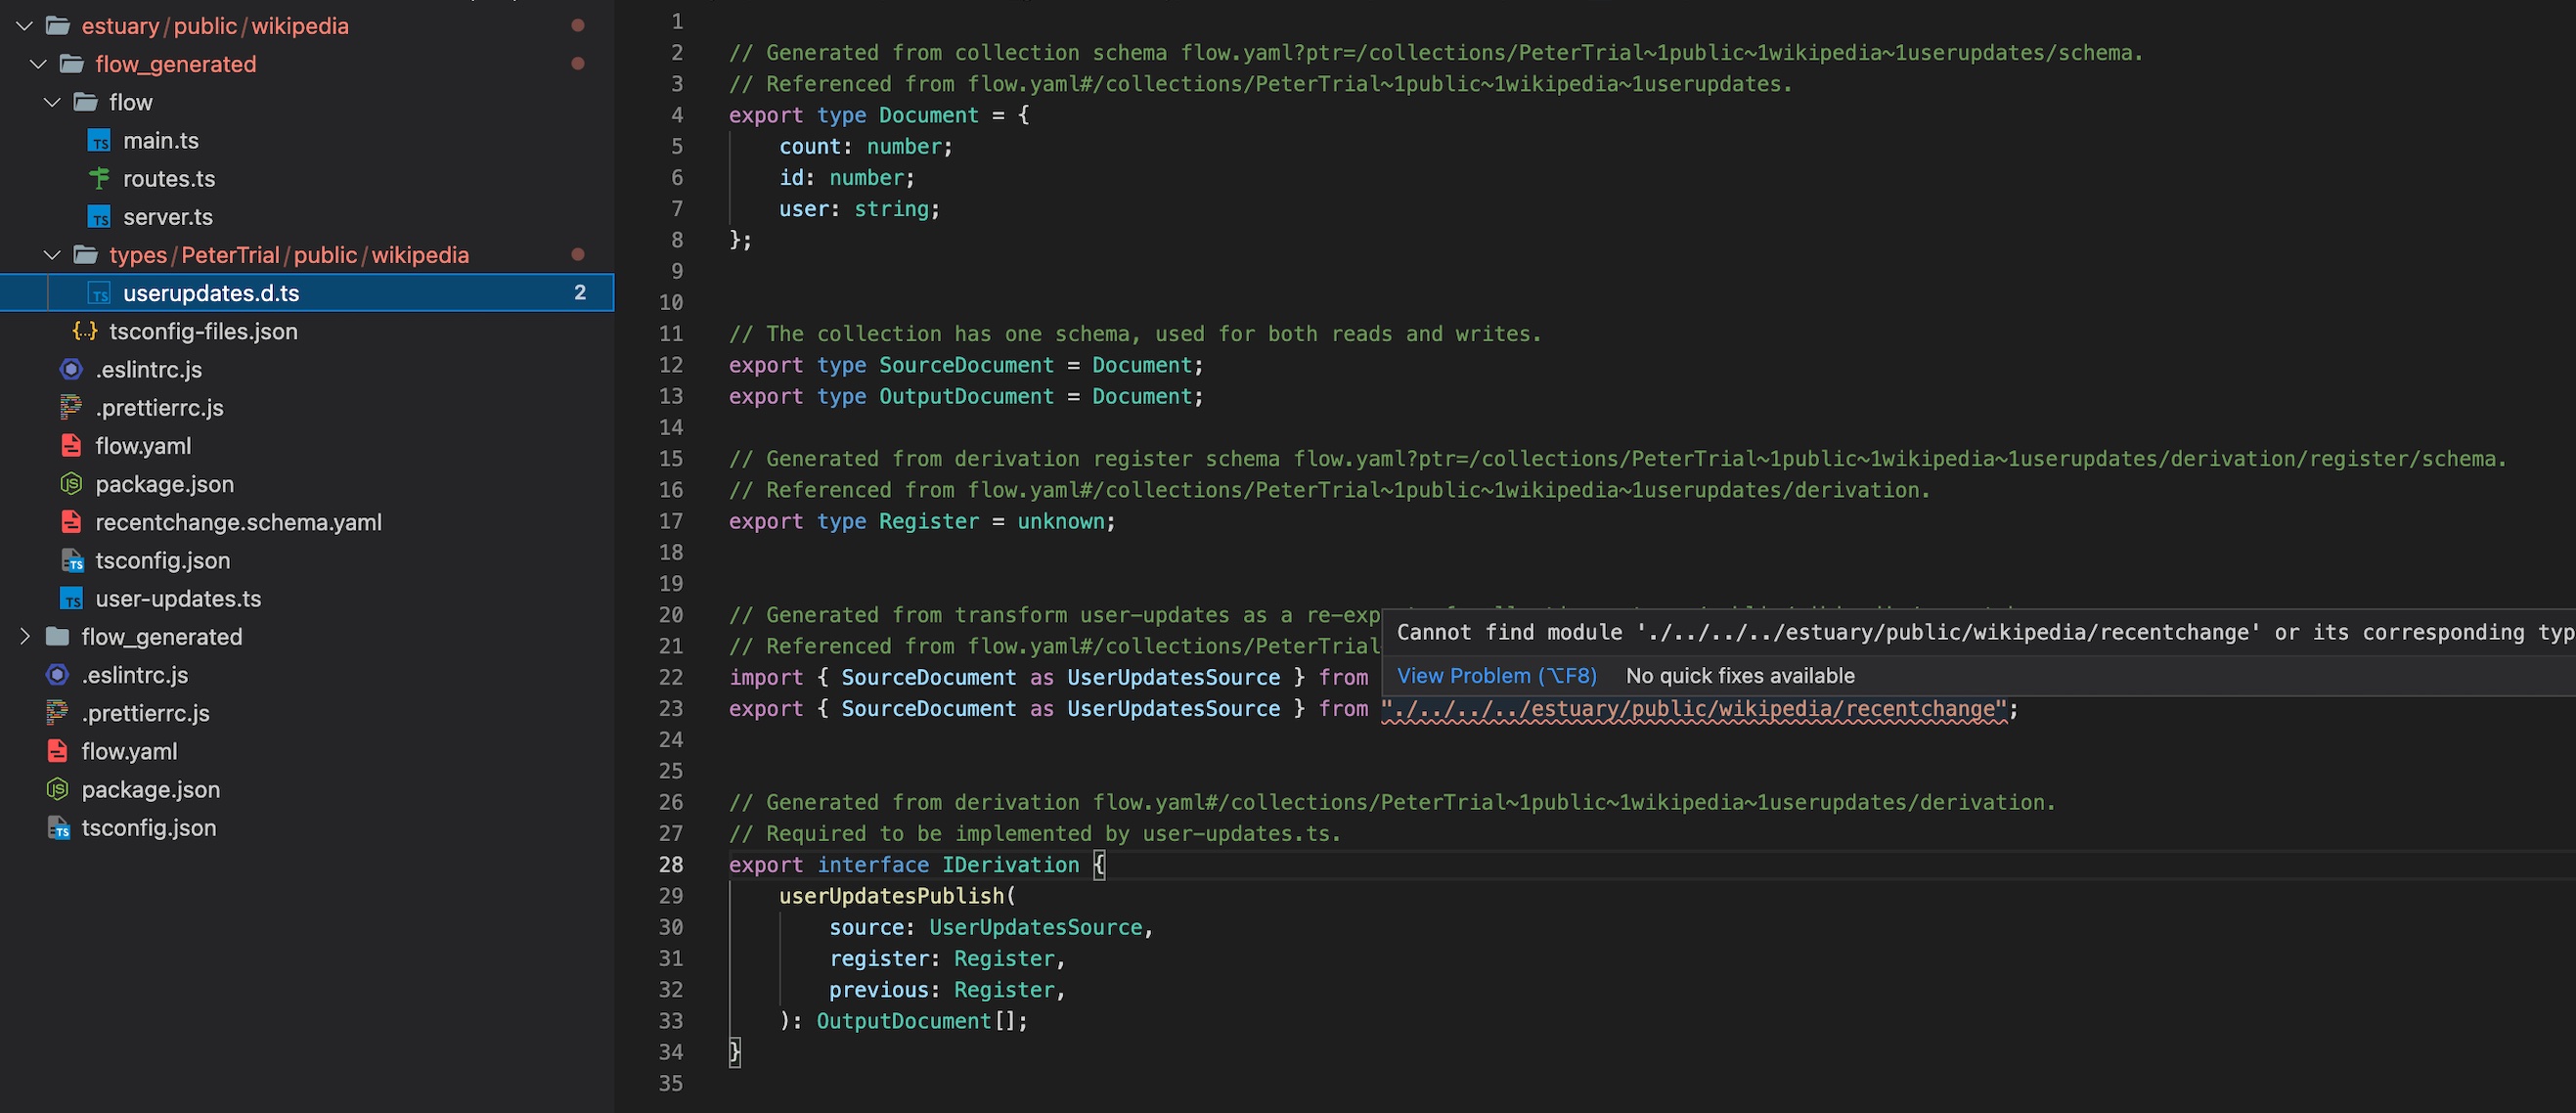 estuary/public/wikipedia
flow_generated
flow
main.ts
routes.ts
server.ts
types/PeterTrial/public/wikipedia
userupdates.d.ts 2
tsconfig-files.json
.eslintrc.js
.prettierrc.js
flow.yaml
package.json
recentchange.schema.yaml
tsconfig.json
user-updates.ts
flow_generated
.eslintrc.js
.prettierrc.js
flow.yaml
package.json
tsconfig.json
1
2 // Generated from collection schema flow.yaml?ptr=/collections/PeterTrial~1public~1wikipedia~1userupdates/schema.
3 // Referenced from flow.yaml#/collections/PeterTrial~1public~1wikipedia~1userupdates.
4 export type Document = {
5 count: number;
6 id: number;
7 user: string;
8 };
9
10
11 // The collection has one schema, used for both reads and writes.
12 export type SourceDocument = Document;
13 export type OutputDocument = Document;
14
15 // Generated from derivation register schema flow.yaml?ptr=/collections/PeterTrial~1public~1wikipedia~1userupdates/derivation/register/schema.
16 // Referenced from flow.yaml#/collections/PeterTrial~1public~1wikipedia~1userupdates/derivation.
17 export type Register = unknown;
18
19
20 // Generated from transform user-updates as a re-exp
21 // Referenced from flow.yaml#/collections/PeterTrial
22 import { SourceDocument as UserUpdatesSource } from
23 export { SourceDocument as UserUpdatesSource } from "./../../../estuary/public/wikipedia/recentchange";
24
25
26 // Generated from derivation flow.yaml#/collections/PeterTrial~1public~1wikipedia~1userupdates/derivation.
27 // Required to be implemented by user-updates.ts.
28 export interface IDerivation {
29 userUpdatesPublish(
30 source: UserUpdatesSource,
31 register: Register,
32 previous: Register,
33 ): OutputDocument[];
34 }
35
Cannot find module './../../../estuary/public/wikipedia/recentchange' or its corresponding typ
View Problem (⌥F8) No quick fixes available